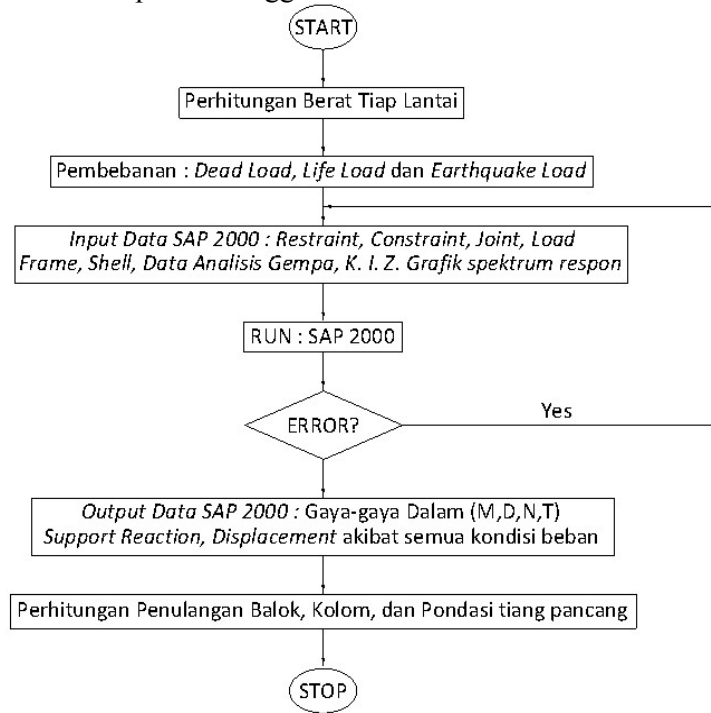 START
Perhitungan Berat Tiap Lantai
Pembebanan : Dead Load, Life Load dan Earthquake Load
Input Data SAP 2000 : Restraint, Constraint, Joint, Load
Frame, Shell, Data Analisis Gempa, K. I. Z. Grafik spektrum respon
RUN : SAP 2000
ERROR?
Yes
Output Data SAP 2000 : Gaya-gaya Dalam (M,D,N,T)
Support Reaction, Displacement akibat semua kondisi beban
Perhitungan Penulangan Balok, Kolom, dan Pondasi tiang pancang
STOP